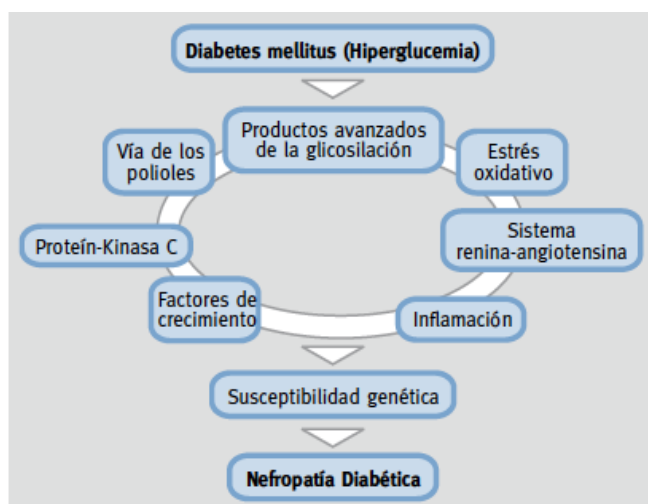 Diabetes mellitus (Hiperglucemia)
Productos avanzados
de la glicosilación
Vía de los
polioles
Estrés
oxidativo
Proteín-Kinasa C
Sistema
renina-angiotensina
Factores de
crecimiento
Inflamación
Susceptibilidad genética
Nefropatía Diabética